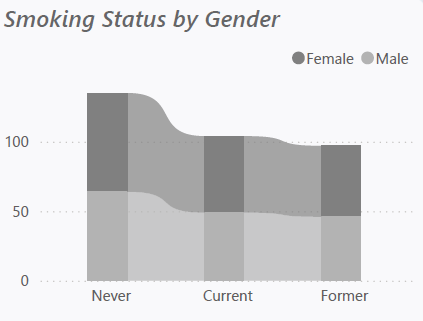 Smoking Status by Gender
Female Male
100
50
0
Never Current Former